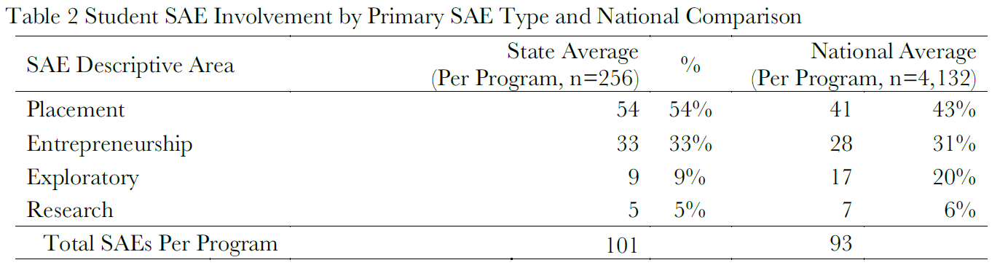 Table 2 Student SAE Involvement by Primary SAE Type and National Comparison
SAE Descriptive Area State Average (Per Program, n=256) % National Average (Per Program, n=4,132)
Placement 54 54% 41 43%
Entrepreneurship 33 33% 28 31%
Exploratory 9 9% 17 20%
Research 5 5% 7 6%
Total SAEs Per Program 101 93